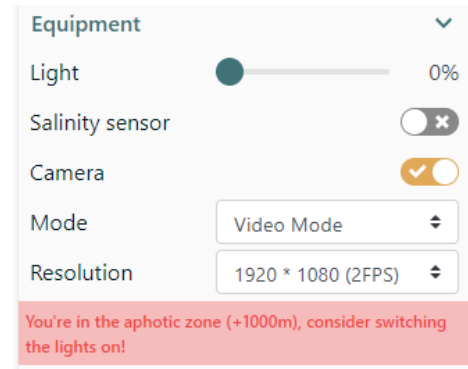 Equipment
Light 0%
Salinity sensor
Camera
Mode Video Mode
Resolution 1920 * 1080 (2FPS)
You're in the aphotic zone (+1000m), consider switching
the lights on!